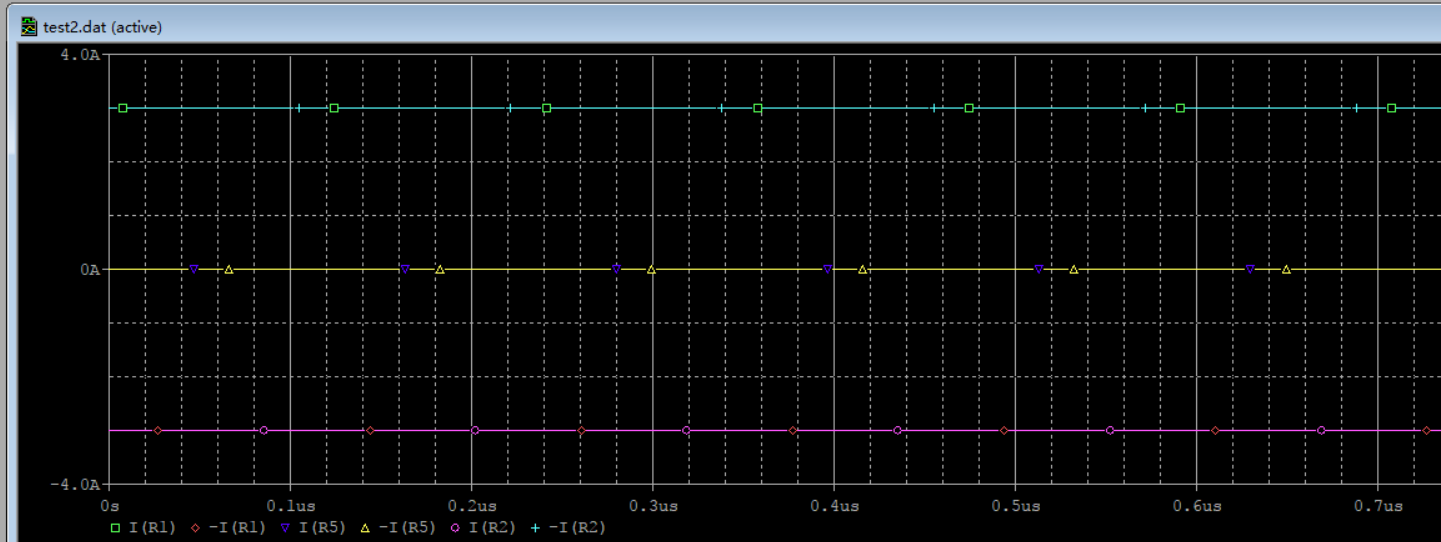 test2.dat (active)
4.0A
0A
-4.0A
0s 0.1us 0.2us 0.3us 0.4us 0.5us 0.6us 0.7us
I(R1) -I(R1) I(R5) -I(R5) I(R2) -I(R2)